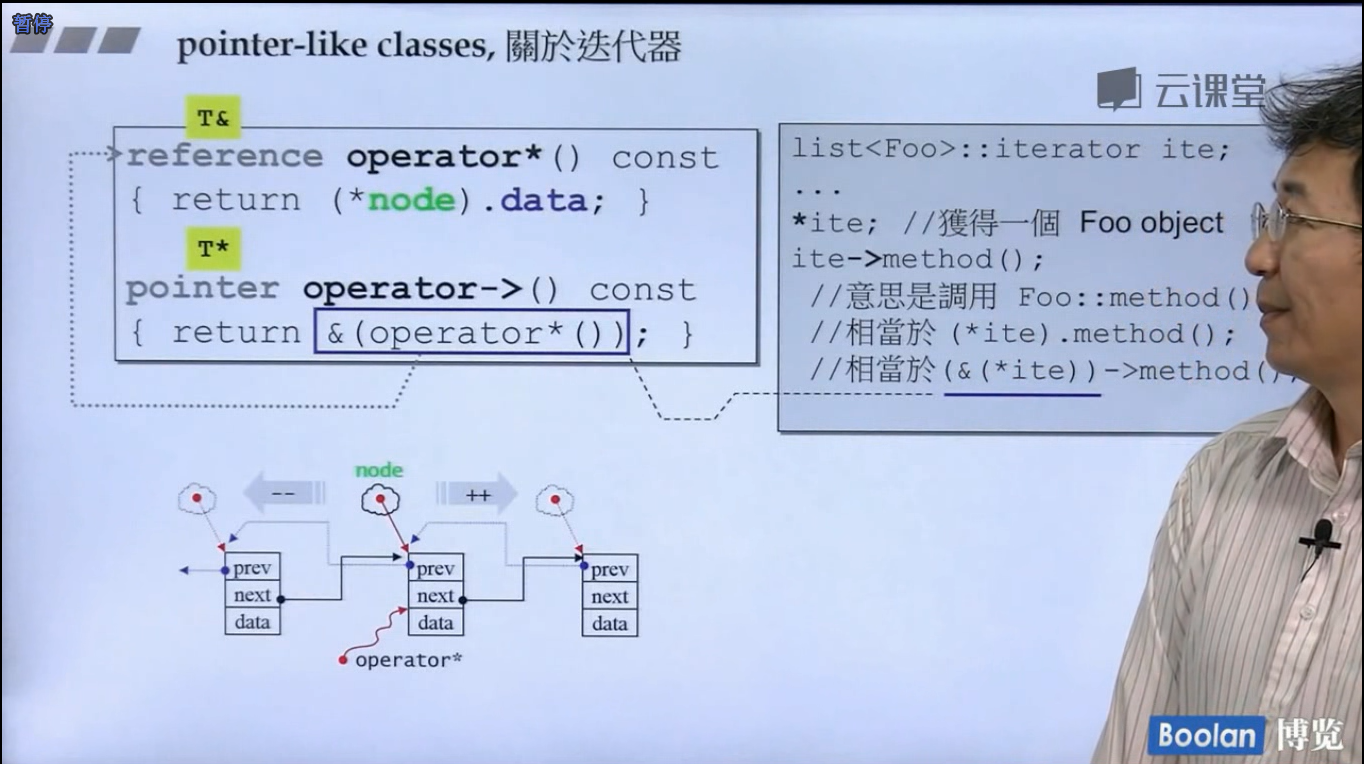 暂停
pointer-like classes, 關於迭代器
云课堂
T&
reference operator*() const
{ return (*node).data; }
T*
pointer operator->() const
{ return &(operator*()); }
list<Foo>::iterator ite;
...
*ite; //獲得一個 Foo object
ite->method();
//意思是調用 Foo::method()
//相當於 (*ite).method();
//相當於(&(*ite))->method();
node
--
++
prev
next
data
prev
next
data
prev
next
data
operator*
Boolan 博览